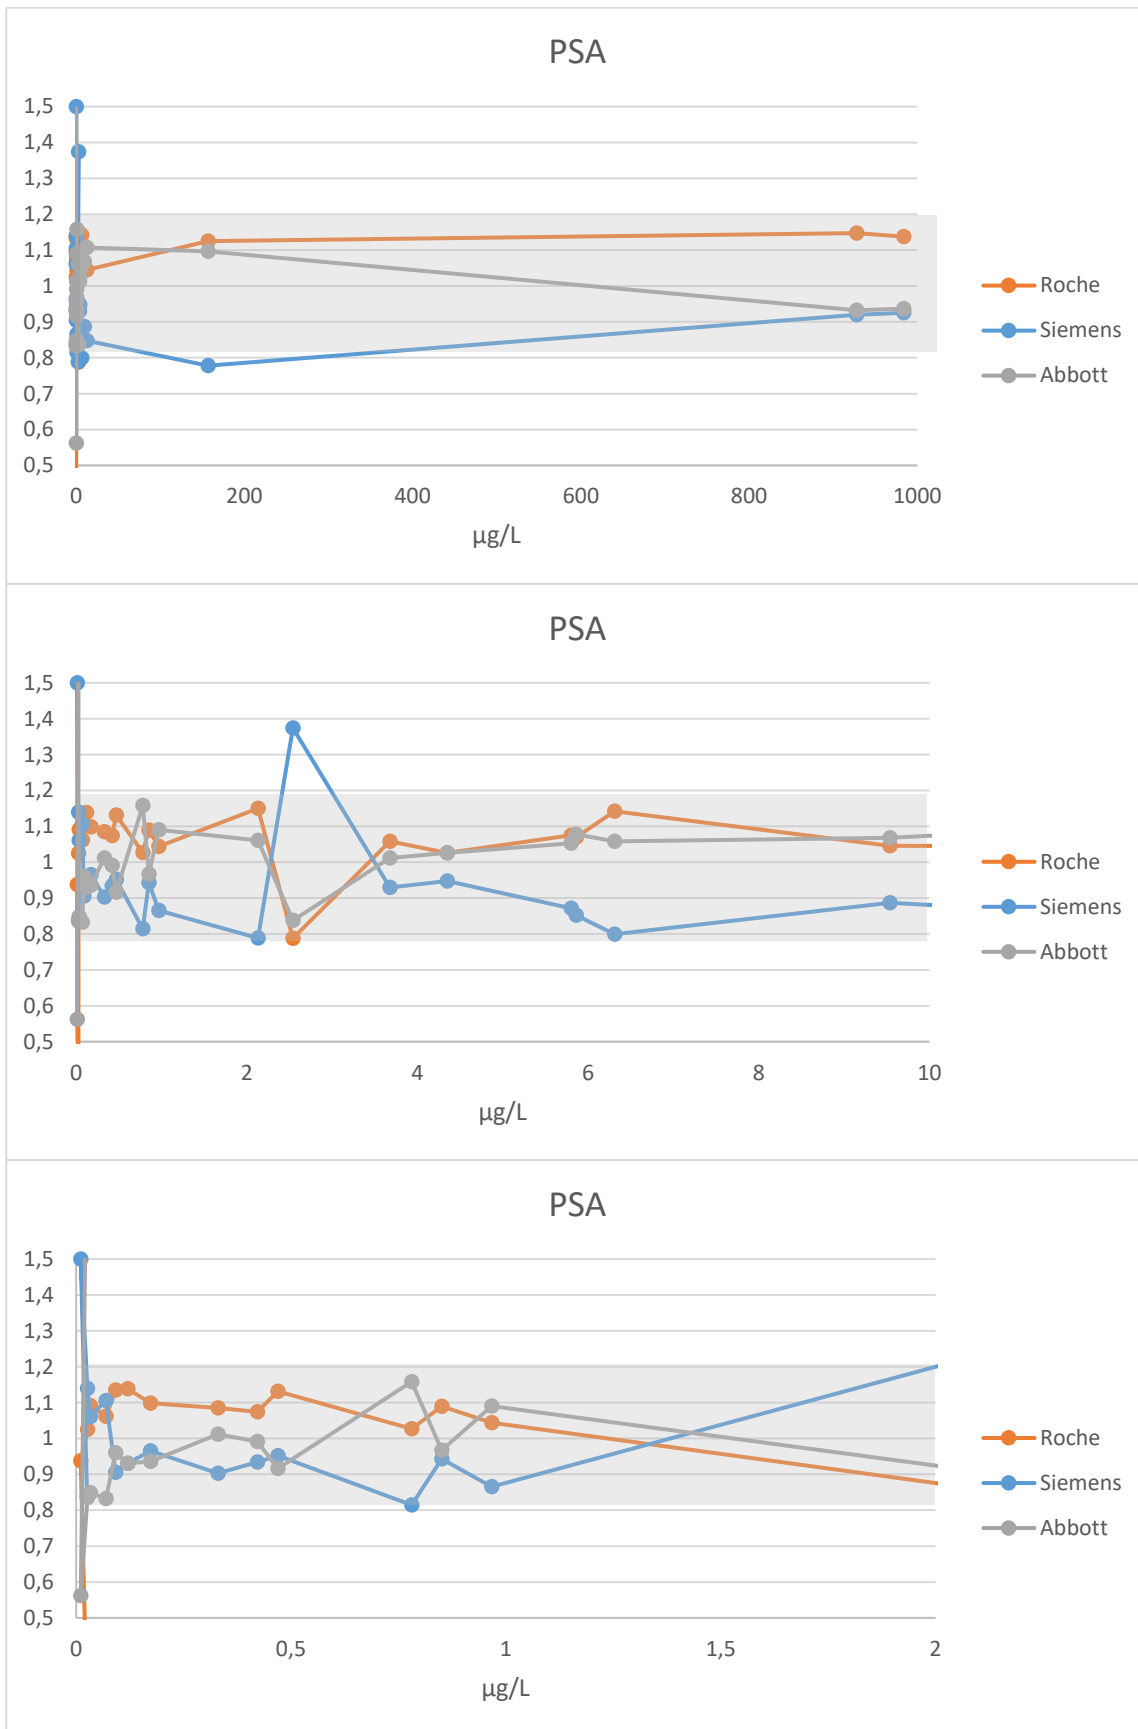 PSA
1,5
1,4
1,3
1,2
1,1
1
0,9
0,8
0,7
0,6
0,5
0 200 400 600 800 1000
µg/L
Roche
Siemens
Abbott
PSA
1,5
1,4
1,3
1,2
1,1
1
0,9
0,8
0,7
0,6
0,5
0 2 4 6 8 10
µg/L
Roche
Siemens
Abbott
PSA
1,5
1,4
1,3
1,2
1,1
1
0,9
0,8
0,7
0,6
0,5
0 0,5 1 1,5 2
µg/L
Roche
Siemens
Abbott